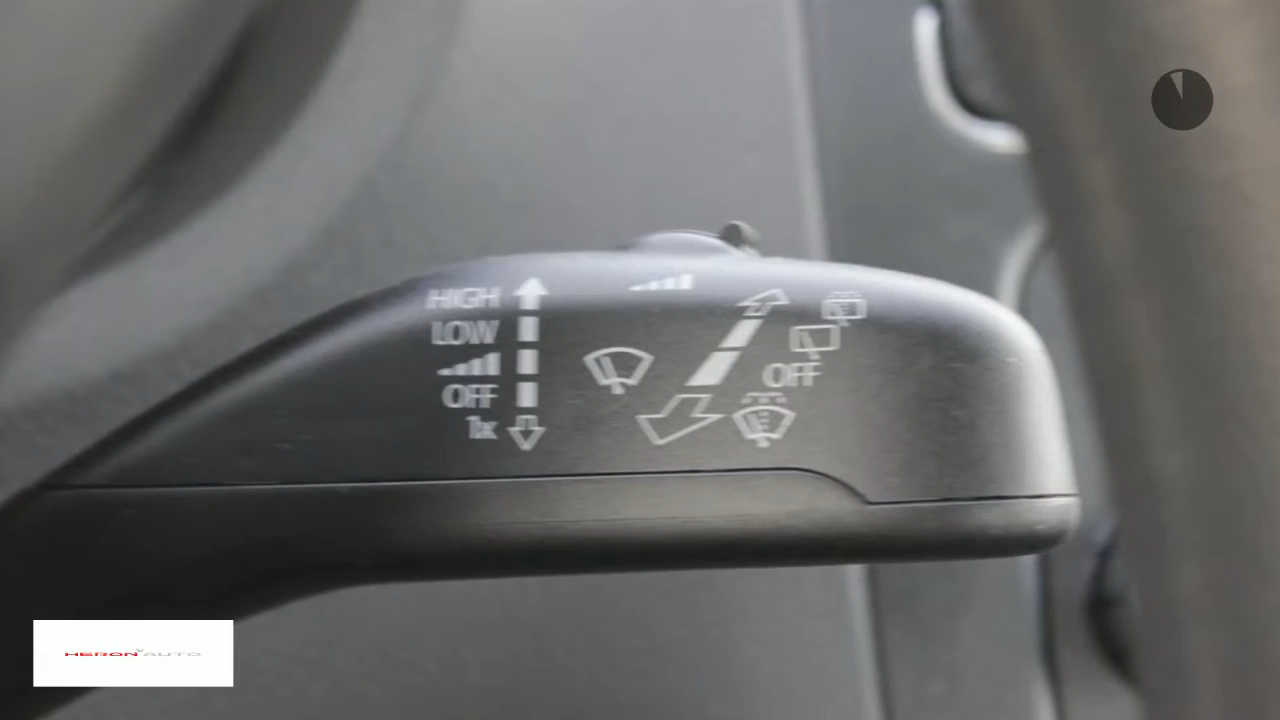 HIGH
LOW
OFF
1x
OFF
HERON AUTO